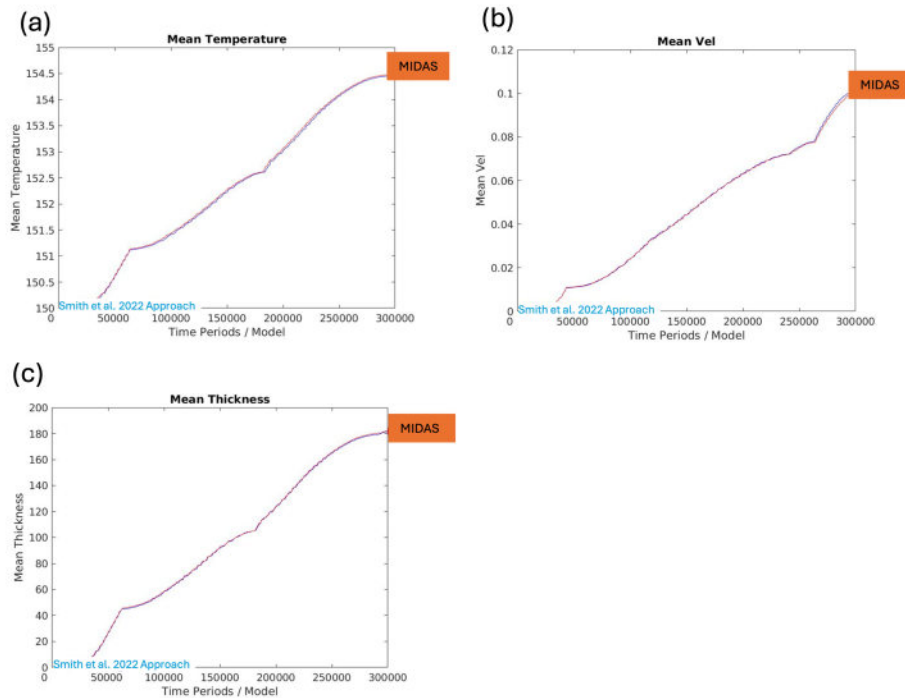 (a)
Mean Temperature
155
154.5
154
153.5
153
152.5
152
151.5
151
150.5
150
Mean Temperature
MIDAS
Smith et al. 2022 Approach
0 50000 100000 150000 200000 250000 300000
Time Periods / Model
(b)
Mean Vel
0.12
0.1
0.08
0.06
0.04
0.02
0
Mean Vel
MIDAS
Smith et al. 2022 Approach
0 50000 100000 150000 200000 250000 300000
Time Periods / Model
(c)
Mean Thickness
200
180
160
140
120
100
80
60
40
20
0
Mean Thickness
MIDAS
Smith et al. 2022 Approach
0 50000 100000 150000 200000 250000 300000
Time Periods / Model